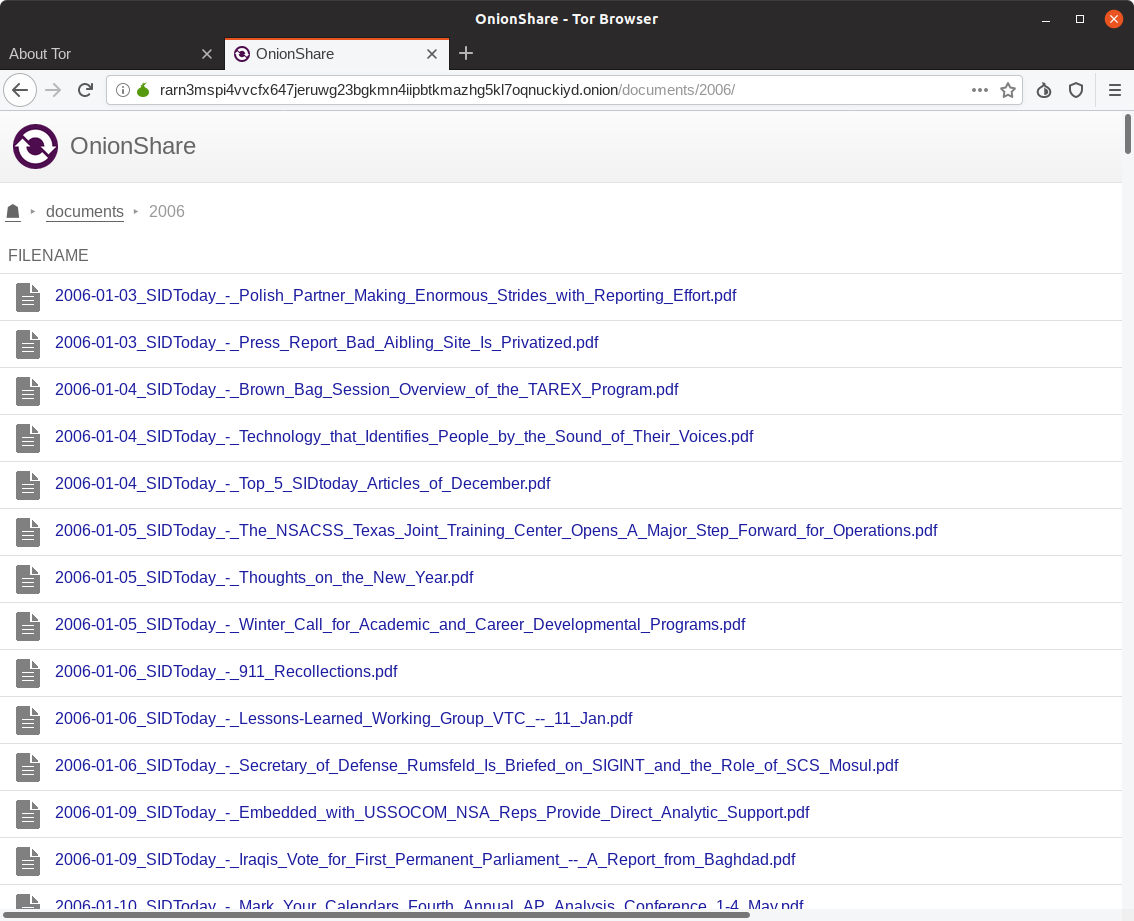 OnionShare - Tor Browser
About Tor
OnionShare
rarn3mspi4vvcfx647jeruwg23bgkmn4iipbtkmazhg5kl7oqnuckiyd.onion/documents/2006/
OnionShare
documents ▸ 2006
FILENAME
2006-01-03_SIDToday_-_Polish_Partner_Making_Enormous_Strides_with_Reporting_Effort.pdf
2006-01-03_SIDToday_-_Press_Report_Bad_Aibling_Site_Is_Privatized.pdf
2006-01-04_SIDToday_-_Brown_Bag_Session_Overview_of_the_TAREX_Program.pdf
2006-01-04_SIDToday_-_Technology_that_Identifies_People_by_the_Sound_of_Their_Voices.pdf
2006-01-04_SIDToday_-_Top_5_SIDtoday_Articles_of_December.pdf
2006-01-05_SIDToday_-_The_NSACSS_Texas_Joint_Training_Center_Opens_A_Major_Step_Forward_for_Operations.pdf
2006-01-05_SIDToday_-_Thoughts_on_the_New_Year.pdf
2006-01-05_SIDToday_-_Winter_Call_for_Academic_and_Career_Developmental_Programs.pdf
2006-01-06_SIDToday_-_911_Recollections.pdf
2006-01-06_SIDToday_-_Lessons-Learned_Working_Group_VTC_--_11_Jan.pdf
2006-01-06_SIDToday_-_Secretary_of_Defense_Rumsfeld_Is_Briefed_on_SIGINT_and_the_Role_of_SCS_Mosul.pdf
2006-01-09_SIDToday_-_Embedded_with_USSOCOM_NSA_Reps_Provide_Direct_Analytic_Support.pdf
2006-01-09_SIDToday_-_Iraqis_Vote_for_First_Permanent_Parliament_--_A_Report_from_Baghdad.pdf
2006-01-10_SIDToday_-_Mark_Your_Calendars_Fourth_Annual_AP_Analysis_Conference_1-4_May.pdf